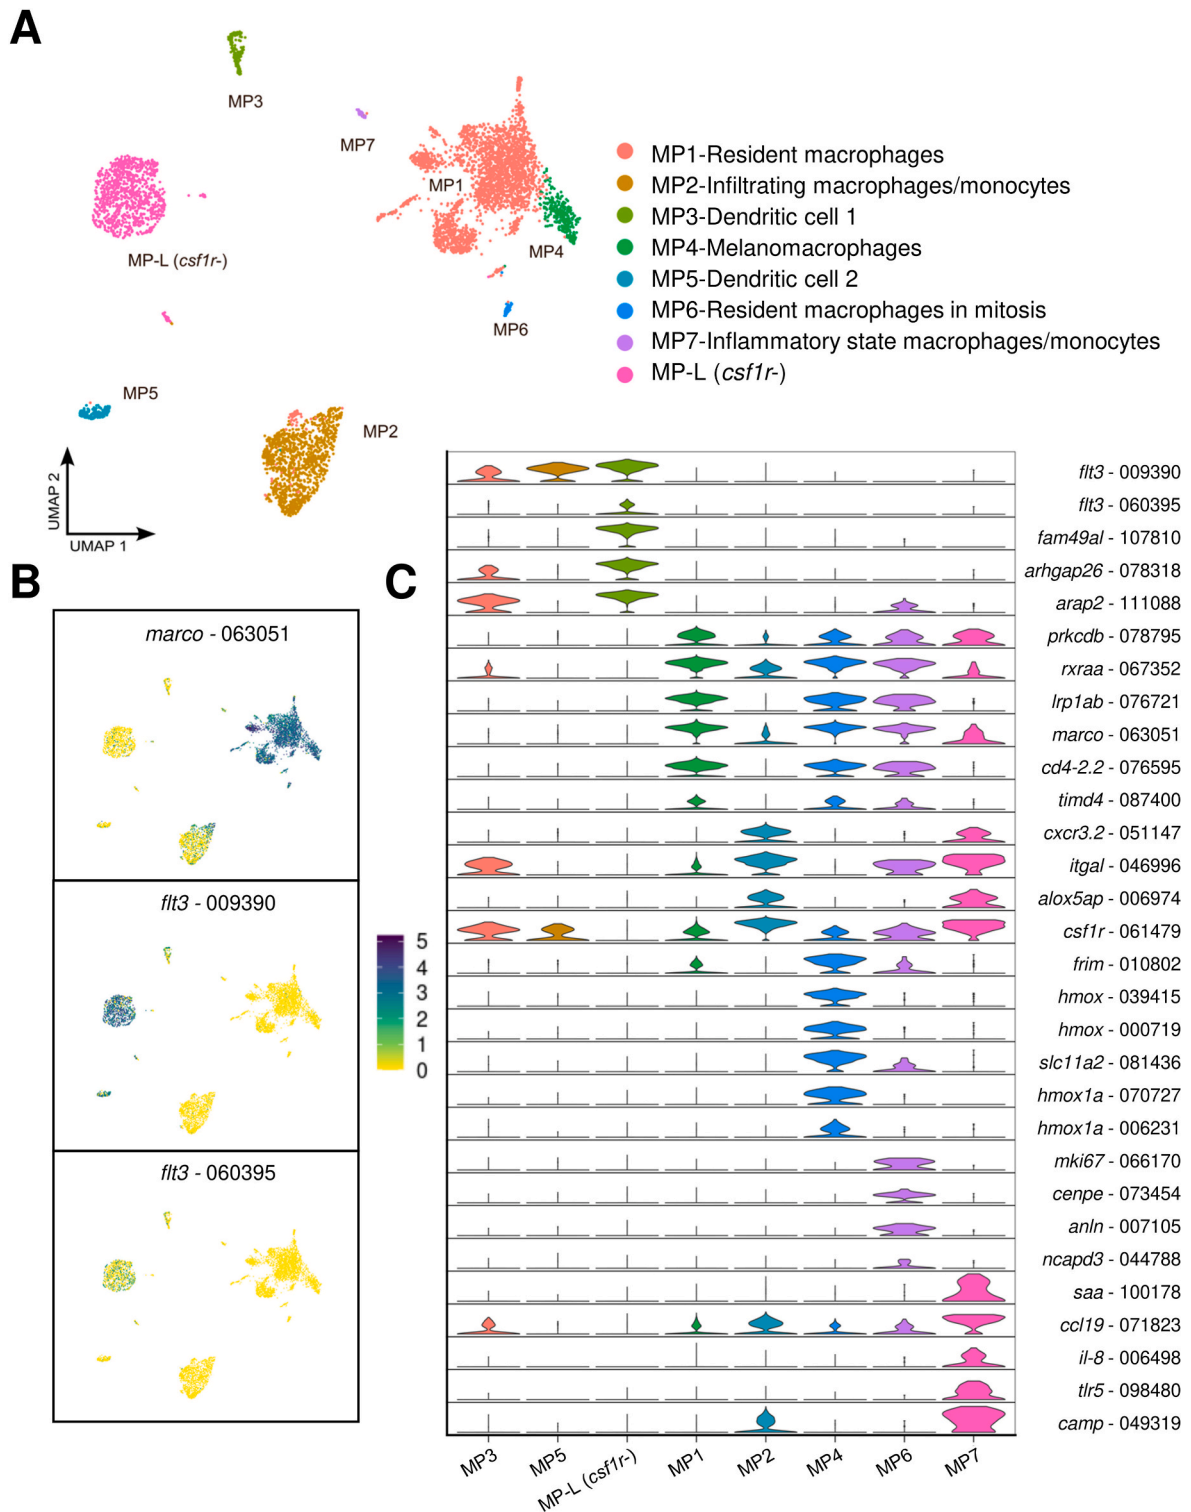 A
MP3
MP7
MP1
MP4
MP-L (csf1r-)
MP6
MP5
MP2
UMAP 2
UMAP 1
MP1-Resident macrophages
MP2-Infiltrating macrophages/monocytes
MP3-Dendritic cell 1
MP4-Melanomacrophages
MP5-Dendritic cell 2
MP6-Resident macrophages in mitosis
MP7-Inflammatory state macrophages/monocytes
MP-L (csf1r-)
B
marco - 063051
flt3 - 009390
flt3 - 060395
5
4
3
2
1
0
C
flt3 - 009390
flt3 - 060395
fam49al - 107810
arhgap26 - 078318
arap2 - 111088
prkcdb - 078795
rxraa - 067352
lrp1ab - 076721
marco - 063051
cd4-2.2 - 076595
timd4 - 087400
cxcr3.2 - 051147
itgal - 046996
alox5ap - 006974
csf1r - 061479
frim - 010802
hmox - 039415
hmox - 000719
slc11a2 - 081436
hmox1a - 070727
hmox1a - 006231
mki67 - 066170
cenpe - 073454
anln - 007105
ncapd3 - 044788
saa - 100178
ccl19 - 071823
il-8 - 006498
tlr5 - 098480
camp - 049319
MP3
MP5
MP-L (csf1r-)
MP1
MP2
MP4
MP6
MP7